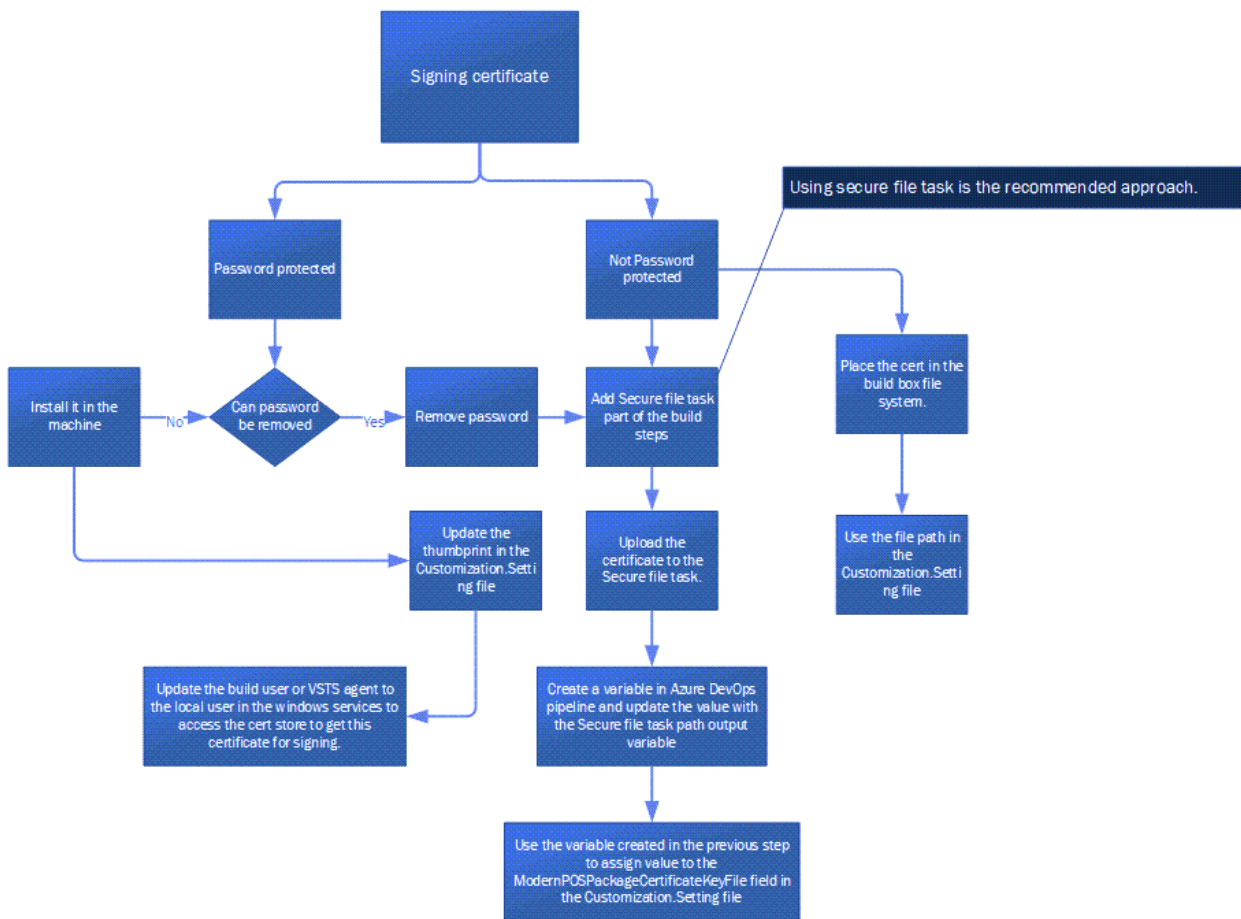 Signing certificate
Using secure file task is the recommended approach.
Password protected
Not Password
protected
Place the cert in the
build box file
system.
Install it in the
machine
No
Can password
be removed
Yes
Remove password
Add Secure file task
part of the build
steps
Update the
thumbprint in the
Customization.Setti
ng file
Upload the
certificate to the
Secure file task.
Use the file path in
the
Customization.Setti
ng file
Update the build user or VSTS agent to
the local user in the windows services to
access the cert store to get this
certificate for signing.
Create a variable in Azure DevOps
pipeline and update the value with
the Secure file task path output
variable
Use the variable created in the previous step
to assign value to the
ModernPOSPackageCertificateKeyFile field in
the Customization.Setting file